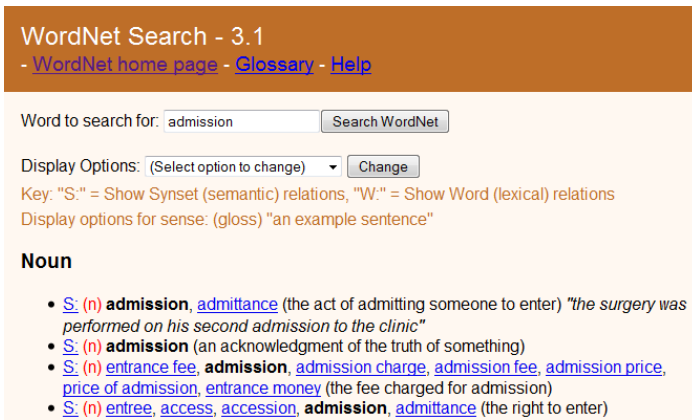 WordNet Search - 3.1
- WordNet home page - Glossary - Help
Word to search for: admission Search WordNet
Display Options: (Select option to change) Change
Key: "S:" = Show Synset (semantic) relations, "W:" = Show Word (lexical) relations
Display options for sense: (gloss) "an example sentence"
Noun
• S: (n) admission, admittance (the act of admitting someone to enter) "the surgery was
performed on his second admission to the clinic"
• S: (n) admission (an acknowledgment of the truth of something)
• S: (n) entrance fee, admission, admission charge, admission fee, admission price,
price of admission, entrance money (the fee charged for admission)
• S: (n) entree, access, accession, admission, admittance (the right to enter)